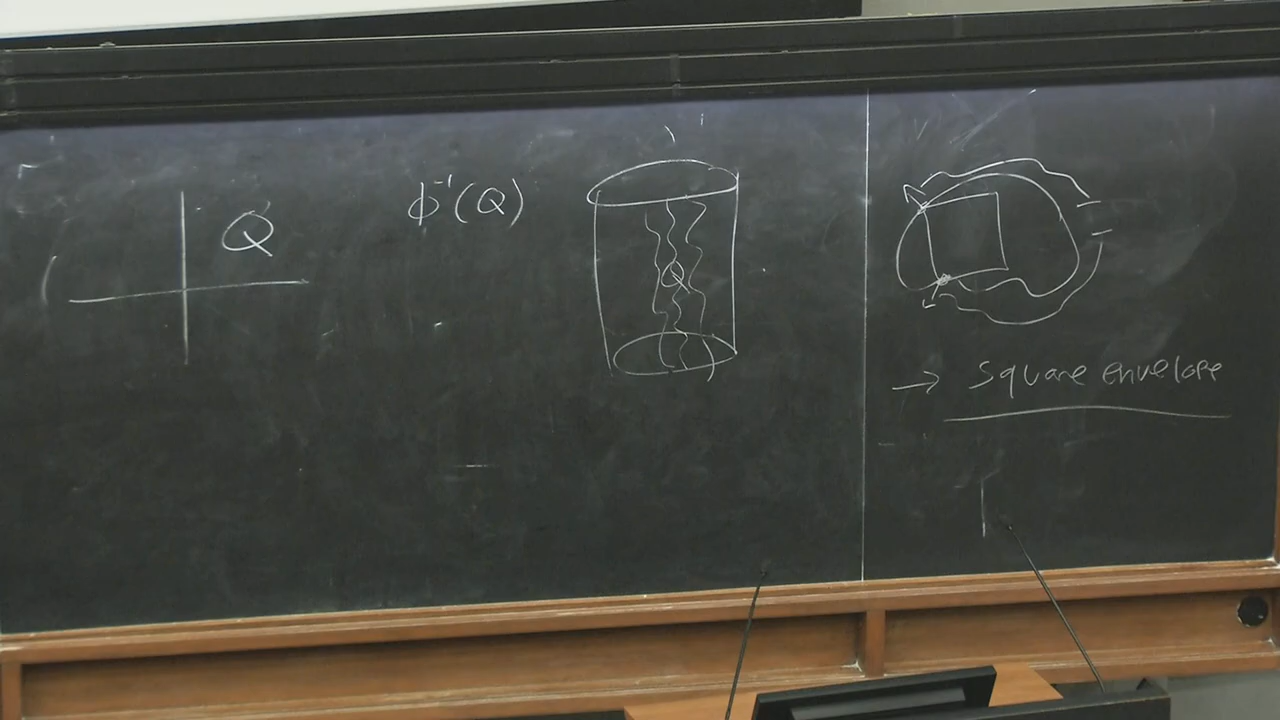 Q
ϕ⁻¹(Q)
Q
→ square envelope